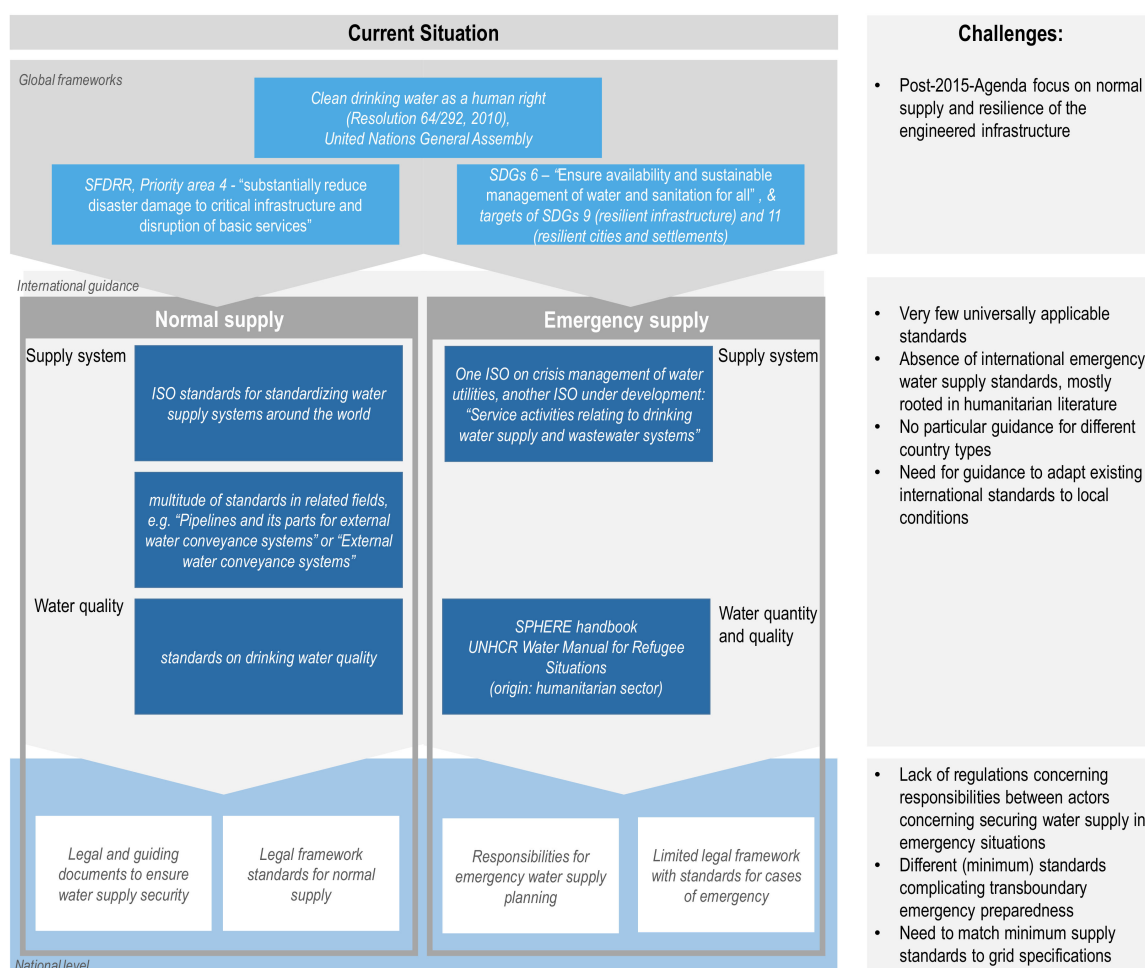 Current Situation
Global frameworks
Clean drinking water as a human right
(Resolution 64/292, 2010),
United Nations General Assembly
SFDRR, Priority area 4 - “substantially reduce
disaster damage to critical infrastructure and
disruption of basic services”
SDGs 6 – “Ensure availability and sustainable
management of water and sanitation for all” , &
targets of SDGs 9 (resilient infrastructure) and 11
(resilient cities and settlements)
International guidance
Normal supply
Supply system
ISO standards for standardizing water
supply systems around the world
multitude of standards in related fields,
e.g. “Pipelines and its parts for external
water conveyance systems” or “External
water conveyance systems”
Water quality
standards on drinking water quality
Emergency supply
Supply system
One ISO on crisis management of water
utilities, another ISO under development:
“Service activities relating to drinking
water supply and wastewater systems”
Water quantity
and quality
SPHERE handbook
UNHCR Water Manual for Refugee
Situations
(origin: humanitarian sector)
Legal and guiding
documents to ensure
water supply security
Legal framework
standards for normal
supply
Responsibilities for
emergency water supply
planning
Limited legal framework
with standards for cases
of emergency
National level
Challenges:
• Post-2015-Agenda focus on normal
supply and resilience of the
engineered infrastructure
• Very few universally applicable
standards
• Absence of international emergency
water supply standards, mostly
rooted in humanitarian literature
• No particular guidance for different
country types
• Need for guidance to adapt existing
international standards to local
conditions
• Lack of regulations concerning
responsibilities between actors
concerning securing water supply in
emergency situations
• Different (minimum) standards
complicating transboundary
emergency preparedness
• Need to match minimum supply
standards to grid specifications